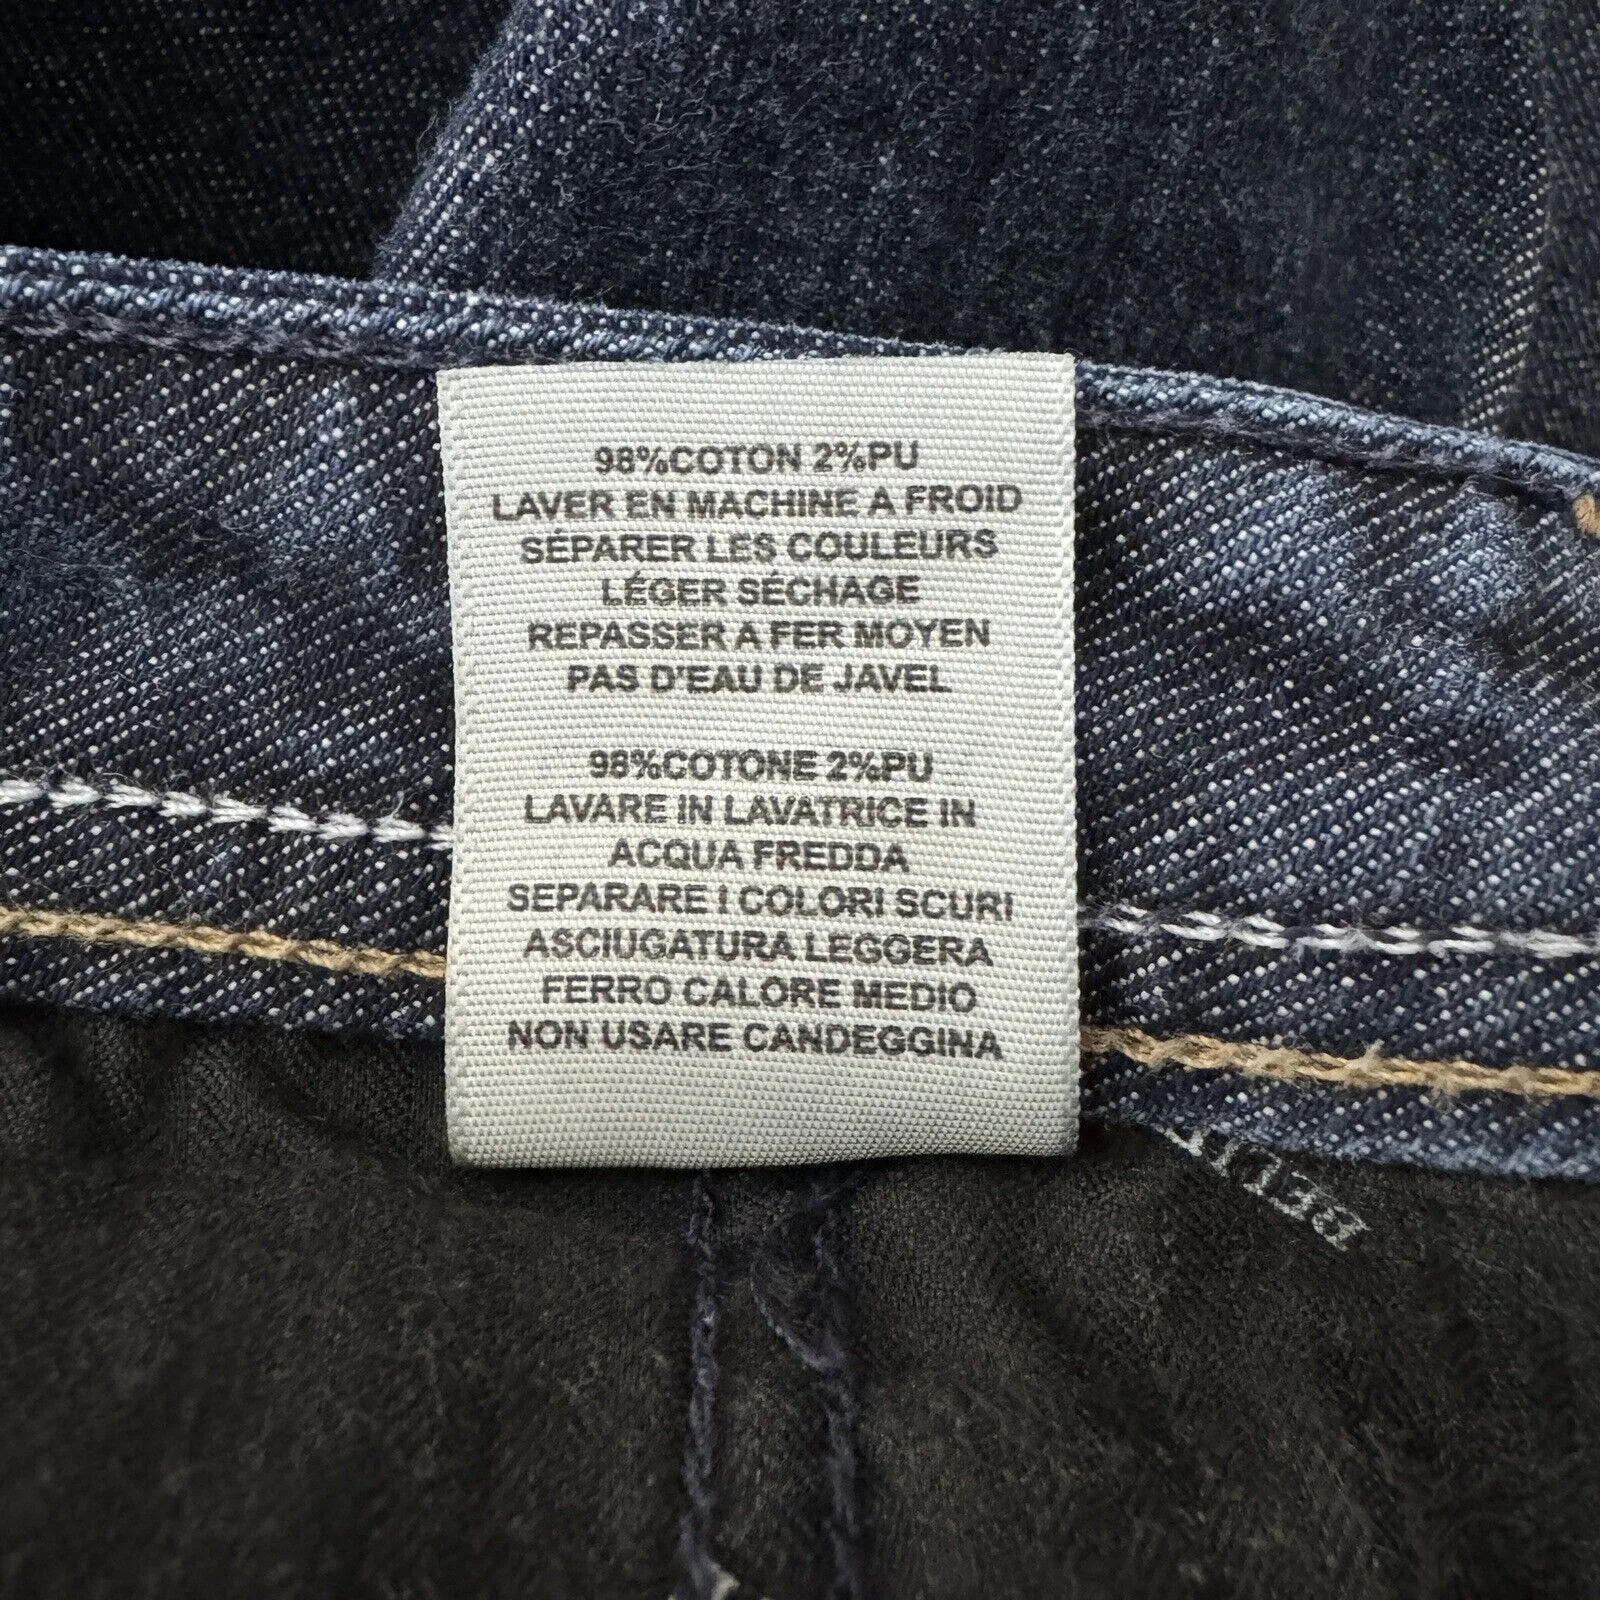 98%COTON 2%PU
LAVER EN MACHINE A FROID
SÉPARER LES COULEURS
LÉGER SÉCHAGE
REPASSER A FER MOYEN
PAS D'EAU DE JAVEL
98%COTONE 2%PU
LAVARE IN LAVATRICE IN
ACQUA FREDDA
SEPARARE I COLORI SCURI
ASCIUGATURA LEGGERA
FERRO CALORE MEDIO
NON USARE CANDEGGINA